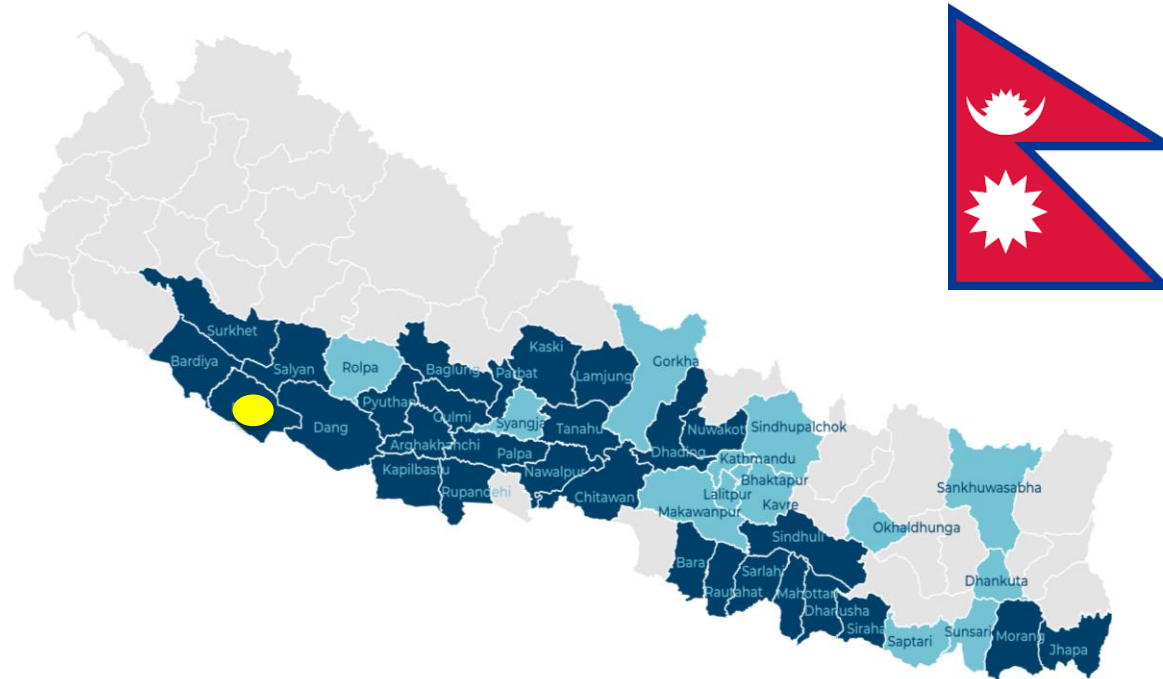 Surkhet
Bardiya
Salyan
Rolpa
Dang
Pyuthan
Baglung
Parbat
Kaski
Lamjung
Gorkha
Gulmi
Syangja
Tanahu
Arghakhanchi
Palpa
Kapilbastu
Rupandehi
Nawalpur
Chitawan
Dhading
Nuwakot
Sindhupalchok
Kathmandu
Bhaktapur
Lalitpur
Kavre
Makawanpur
Sindhuli
Bara
Rautahat
Sarlahi
Mahottari
Dhanusha
Siraha
Saptari
Okhaldhunga
Sankhuwasabha
Dhankuta
Sunsari
Morang
Jhapa